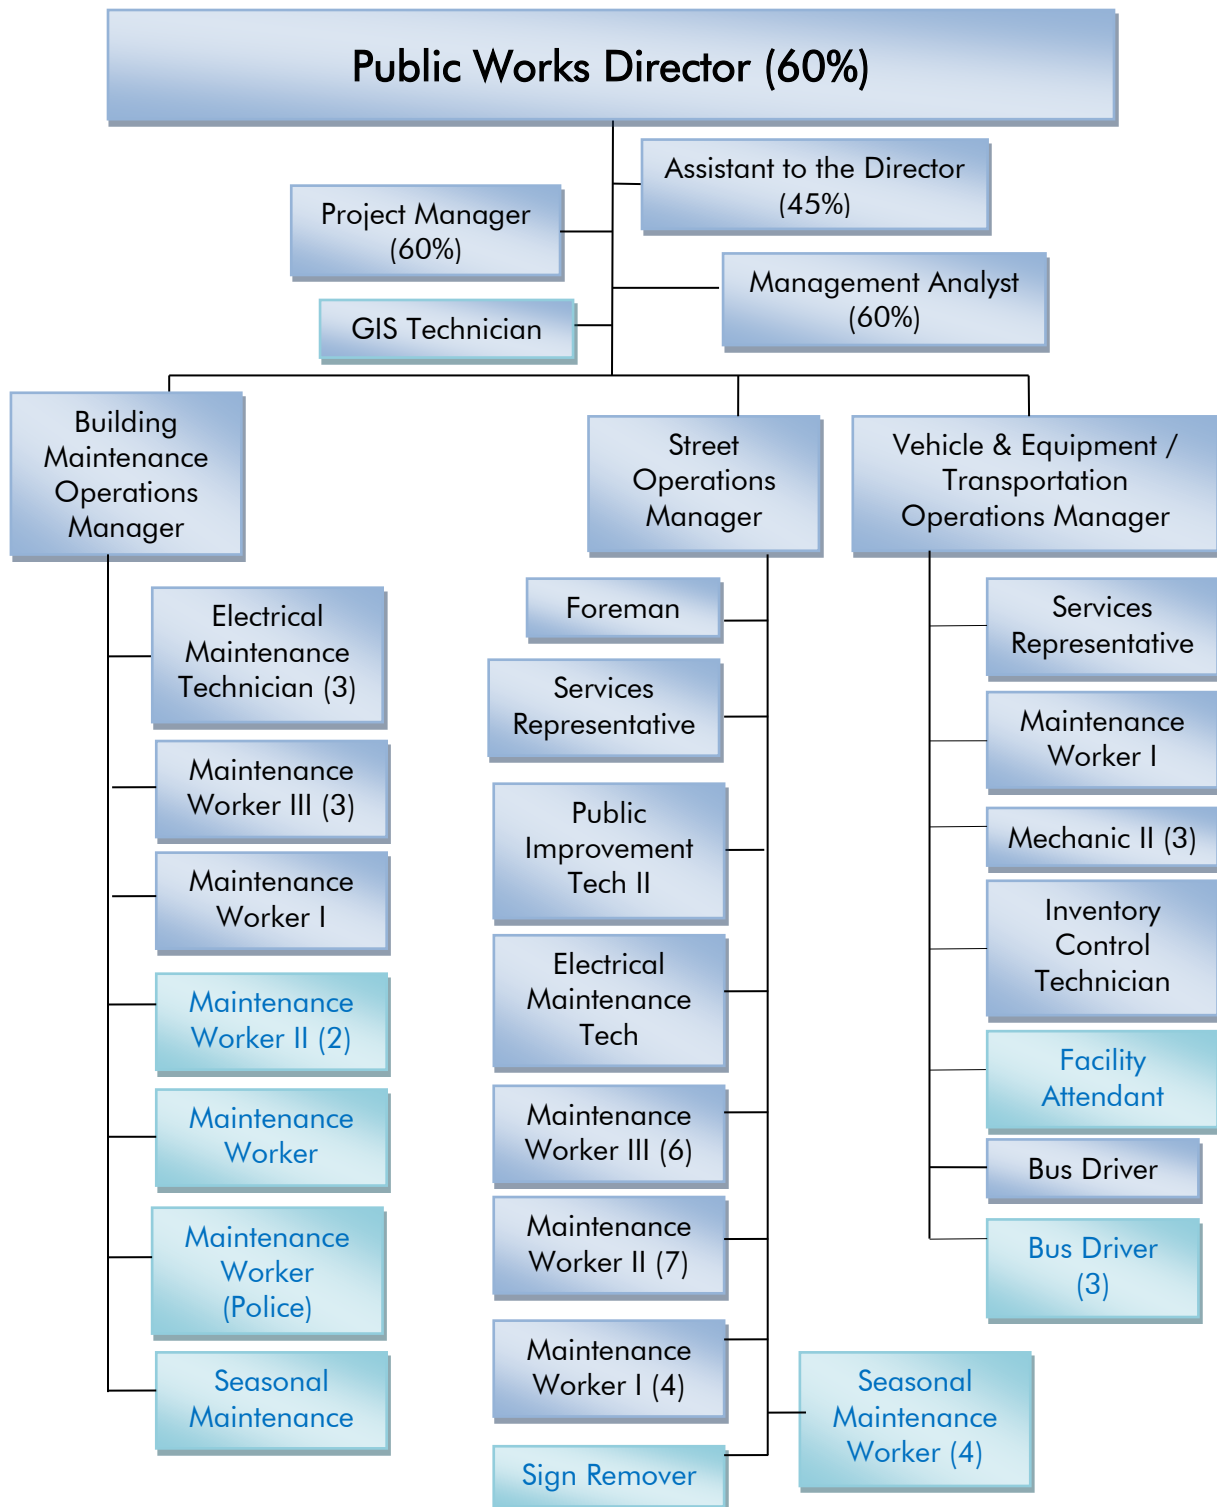 Public Works Director (60%)
Assistant to the Director
(45%)
Project Manager
(60%)
Management Analyst
(60%)
GIS Technician
Building
Maintenance
Operations
Manager
Electrical
Maintenance
Technician (3)
Maintenance
Worker III (3)
Maintenance
Worker I
Maintenance
Worker II (2)
Maintenance
Worker
Maintenance
Worker
(Police)
Seasonal
Maintenance
Street
Operations
Manager
Foreman
Services
Representative
Public
Improvement
Tech II
Electrical
Maintenance
Tech
Maintenance
Worker III (6)
Maintenance
Worker II (7)
Maintenance
Worker I (4)
Sign Remover
Seasonal
Maintenance
Worker (4)
Vehicle & Equipment /
Transportation
Operations Manager
Services
Representative
Maintenance
Worker I
Mechanic II (3)
Inventory
Control
Technician
Facility
Attendant
Bus Driver
Bus Driver
(3)